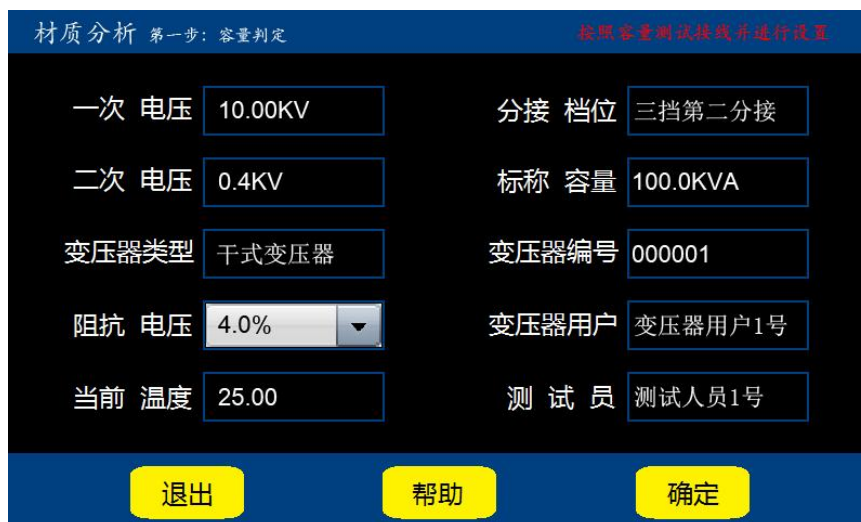 材质分析 第一步：容量判定 按照容量测试接线并进行设置
一次 电压 10.00KV 分接 档位 三挡第二分接
二次 电压 0.4KV 标称 容量 100.0KVA
变压器类型 干式变压器 变压器编号 000001
阻抗 电压 4.0% 变压器用户 变压器用户1号
当前 温度 25.00 测 试 员 测试人员1号
退出 帮助 确定